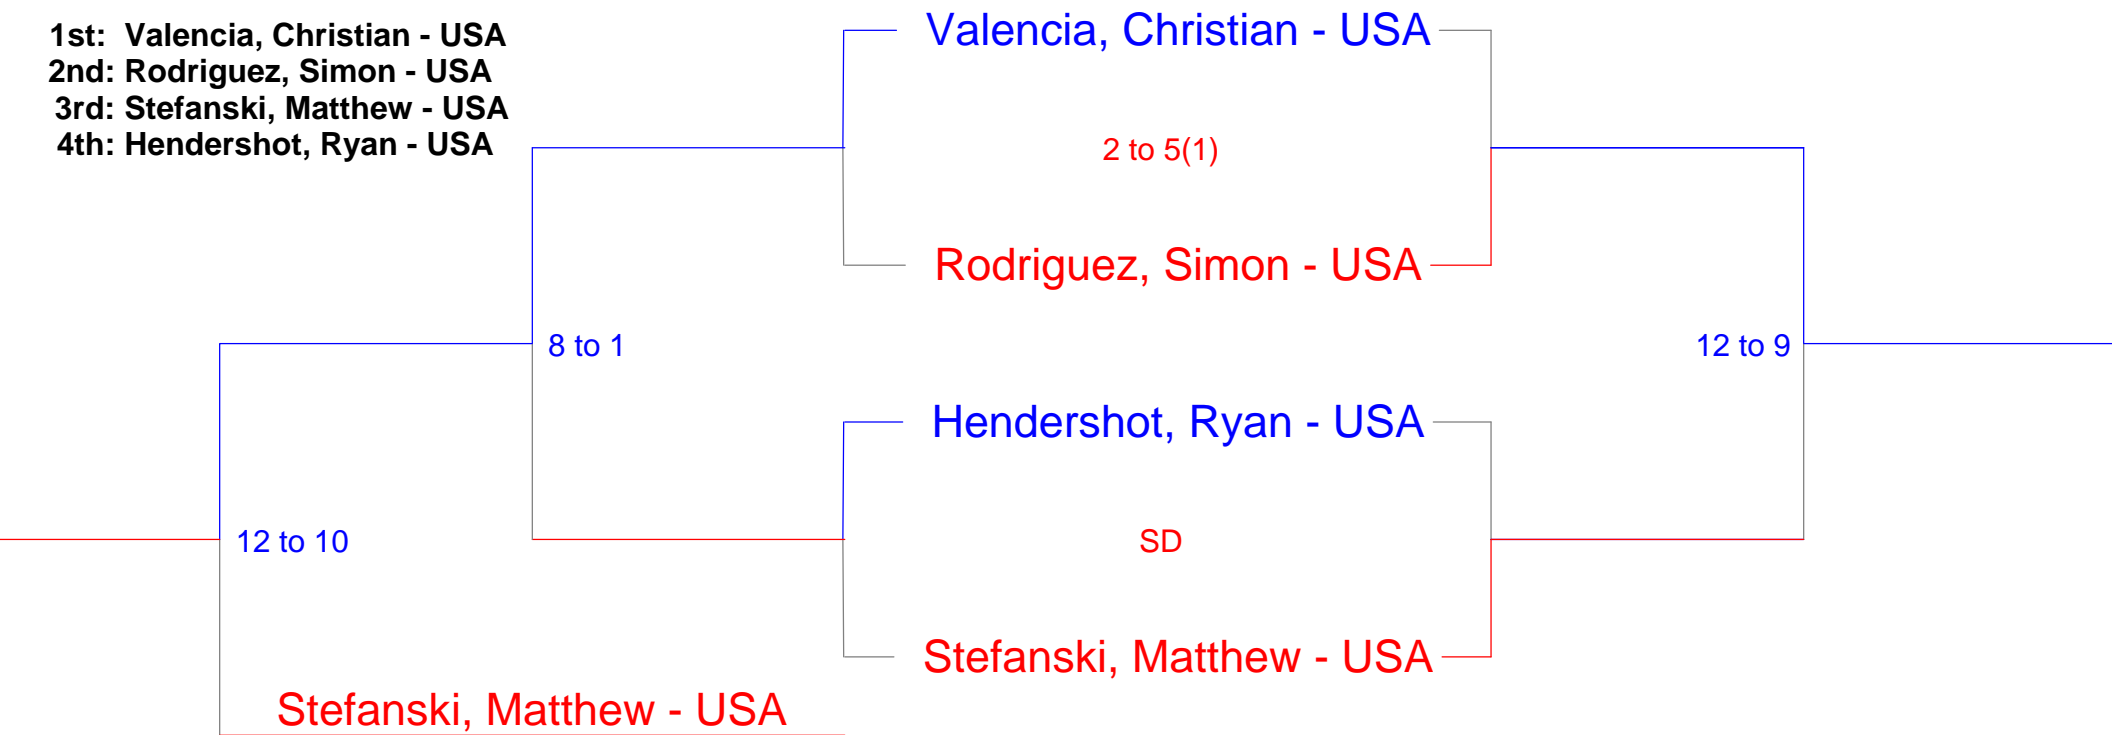 1st: Valencia, Christian - USA
2nd: Rodriguez, Simon - USA
3rd: Stefanski, Matthew - USA
4th: Hendershot, Ryan - USA
Valencia, Christian - USA
2 to 5(1)
Rodriguez, Simon - USA
8 to 1
12 to 9
Hendershot, Ryan - USA
12 to 10
SD
Stefanski, Matthew - USA
Stefanski, Matthew - USA